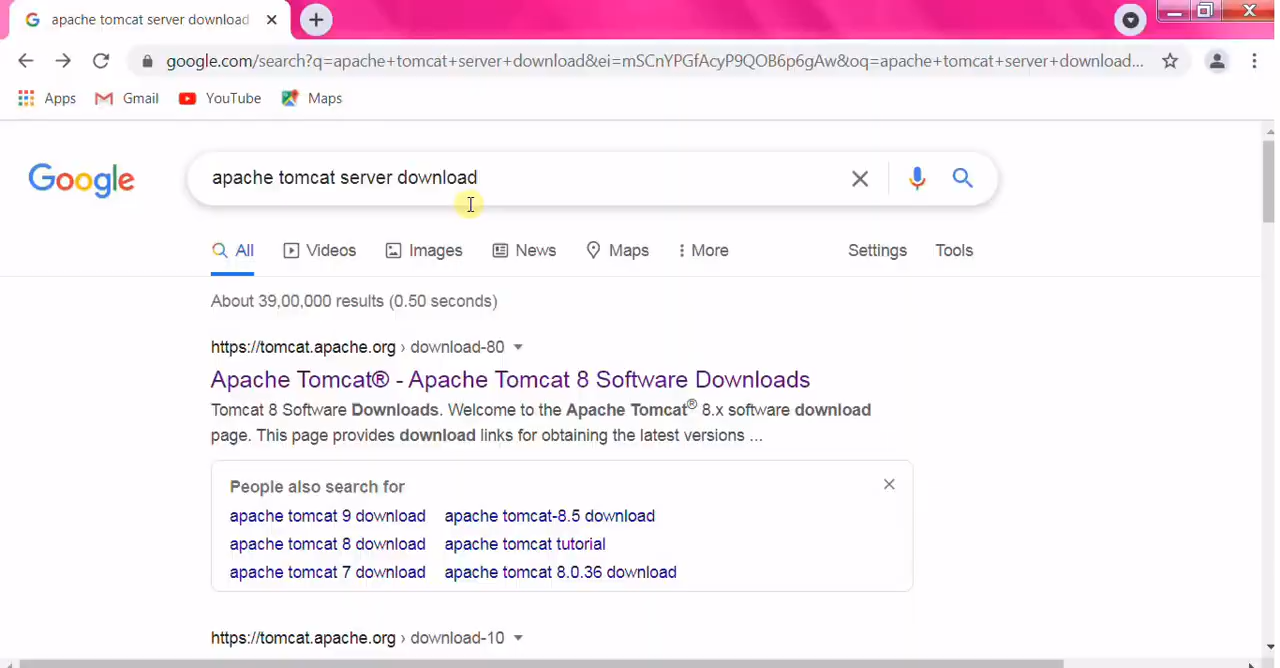 apache tomcat server download
google.com/search?q=apache+tomcat+server+download&ei=mSCnYPGfAcyP9QOB6p6gAw&oq=apache+tomcat+server+download...
Apps Gmail YouTube Maps
Google apache tomcat server download
All Videos Images News Maps More Settings Tools
About 39,00,000 results (0.50 seconds)
https://tomcat.apache.org › download-80
Apache Tomcat® - Apache Tomcat 8 Software Downloads
Tomcat 8 Software Downloads. Welcome to the Apache Tomcat® 8.x software download
page. This page provides download links for obtaining the latest versions ...
People also search for
apache tomcat 9 download apache tomcat-8.5 download
apache tomcat 8 download apache tomcat tutorial
apache tomcat 7 download apache tomcat 8.0.36 download
https://tomcat.apache.org › download-10